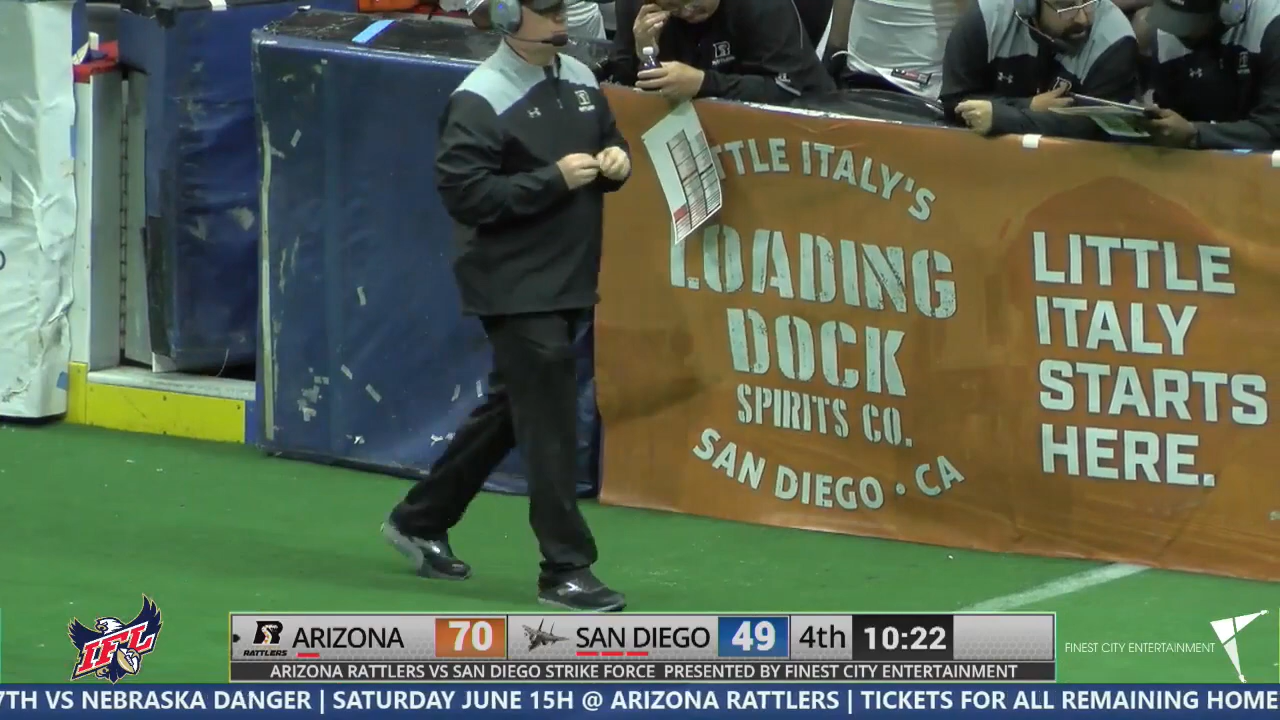 TTLE ITALY'S
LOADING
DOCK
SPIRITS CO.
SAN DIEGO • CA
LITTLE
ITALY
STARTS
HERE.
IFL
RATTLERS
ARIZONA 70 SAN DIEGO 49 4th 10:22
ARIZONA RATTLERS VS SAN DIEGO STRIKE FORCE PRESENTED BY FINEST CITY ENTERTAINMENT
FINEST CITY ENTERTAINMENT
7TH VS NEBRASKA DANGER | SATURDAY JUNE 15H @ ARIZONA RATTLERS | TICKETS FOR ALL REMAINING HOME